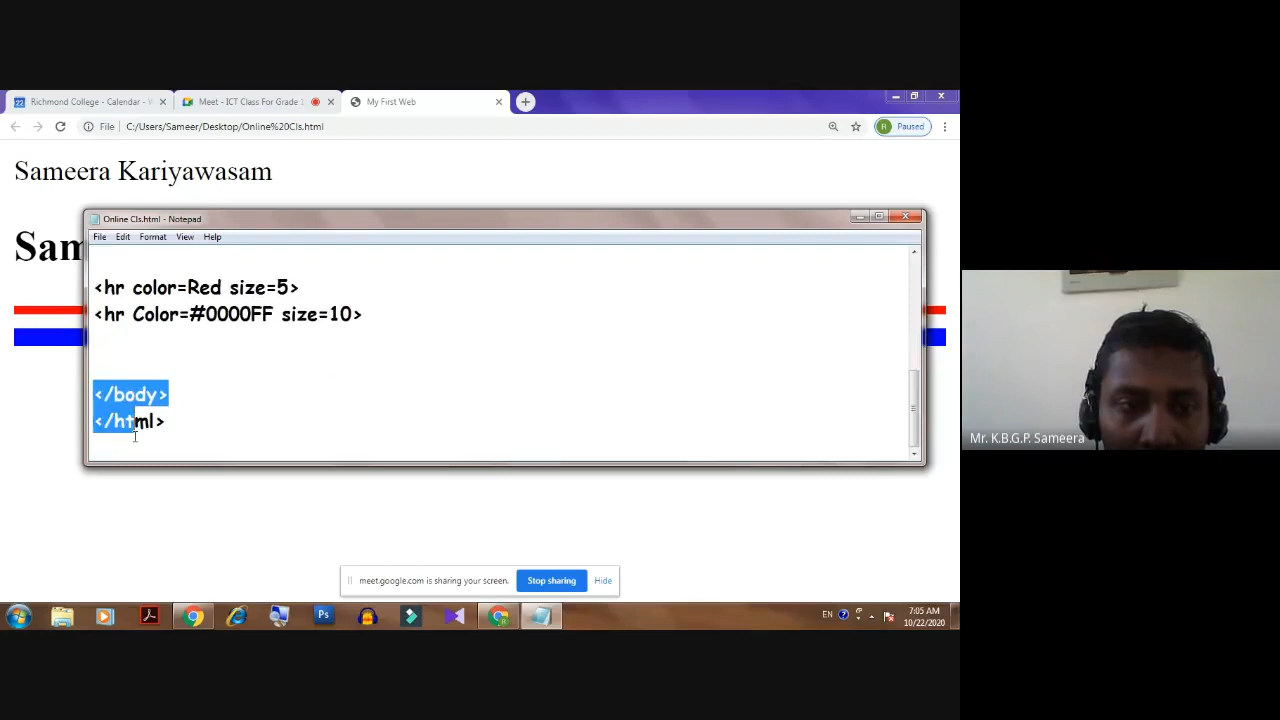 Richmond College - Calendar -
Meet - ICT Class For Grade 1
My First Web
File
C:/Users/Sameer/Desktop/Online%20Cls.html
R
Paused
Sameera Kariyawasam
Sam
Online Cls.html - Notepad
File Edit Format View Help
<hr color=Red size=5>
<hr Color=#0000FF size=10>
</body>
</html>
Mr. K.B.G.P. Sameera
meet.google.com is sharing your screen.
Stop sharing
Hide
Ps
EN
7:05 AM
10/22/2020